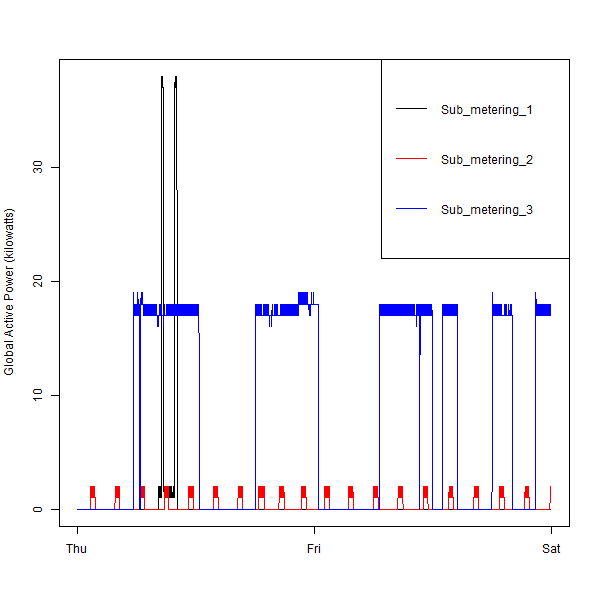 Global Active Power (kilowatts)
30
20
10
0
Sub_metering_1
Sub_metering_2
Sub_metering_3
Thu
Fri
Sat